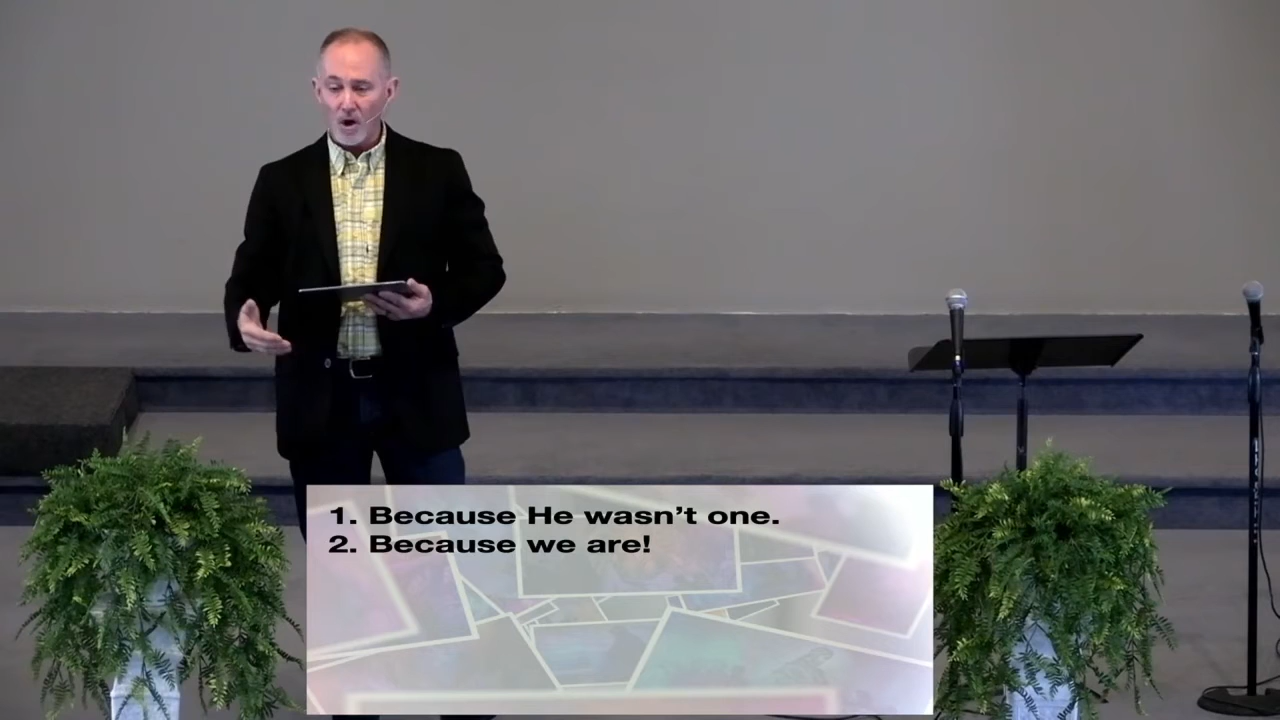 1. Because He wasn’t one.
2. Because we are!